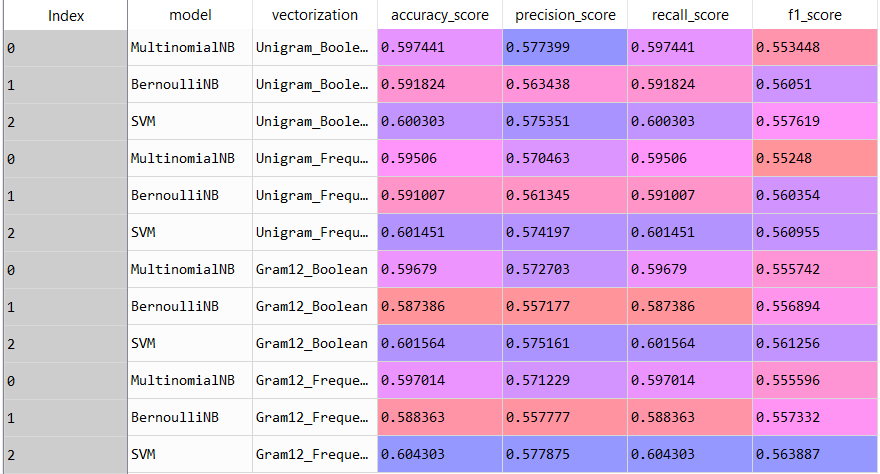 Index model vectorization accuracy_score precision_score recall_score f1_score
0 MultinomialNB Unigram_Boole… 0.597441 0.577399 0.597441 0.553448
1 BernoulliNB Unigram_Boole… 0.591824 0.563438 0.591824 0.56051
2 SVM Unigram_Boole… 0.600303 0.575351 0.600303 0.557619
0 MultinomialNB Unigram_Frequ… 0.59506 0.570463 0.59506 0.55248
1 BernoulliNB Unigram_Frequ… 0.591007 0.561345 0.591007 0.560354
2 SVM Unigram_Frequ… 0.601451 0.574197 0.601451 0.560955
0 MultinomialNB Gram12_Boolean 0.59679 0.572703 0.59679 0.555742
1 BernoulliNB Gram12_Boolean 0.587386 0.557177 0.587386 0.556894
2 SVM Gram12_Boolean 0.601564 0.575161 0.601564 0.561256
0 MultinomialNB Gram12_Freque… 0.597014 0.571229 0.597014 0.555596
1 BernoulliNB Gram12_Freque… 0.588363 0.557777 0.588363 0.557332
2 SVM Gram12_Freque… 0.604303 0.577875 0.604303 0.563887